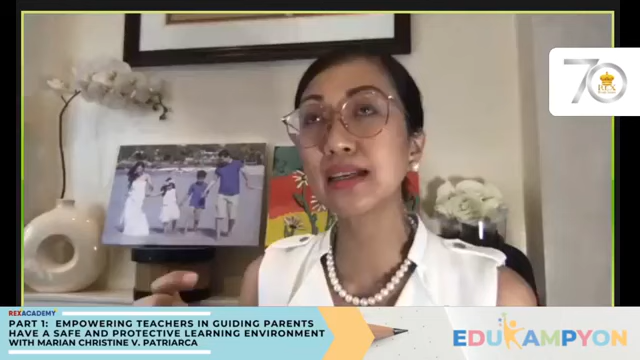 70
REX
REXACADEMY
PART 1: EMPOWERING TEACHERS IN GUIDING PARENTS
HAVE A SAFE AND PROTECTIVE LEARNING ENVIRONMENT
WITH MARIAN CHRISTINE V. PATRIARCA
EDUKAMPYON